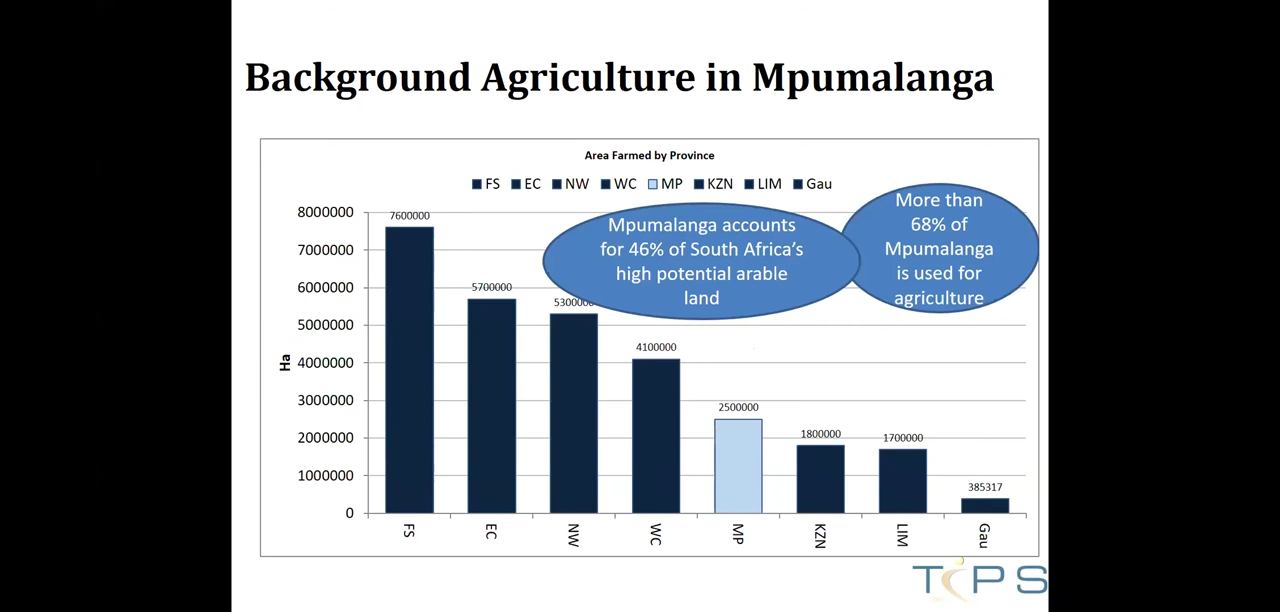 Background Agriculture in Mpumalanga
Area Farmed by Province
FS EC NW WC MP KZN LIM Gau
More than
68% of
Mpumalanga
is used for
agriculture
Mpumalanga accounts
for 46% of South Africa's
high potential arable
land
8000000
7000000
6000000
5000000
4000000
3000000
2000000
1000000
0
Ha
7600000
5700000
4100000
2500000
1800000
1700000
385317
FS EC NW WC MP KZN LIM Gau
TIPS